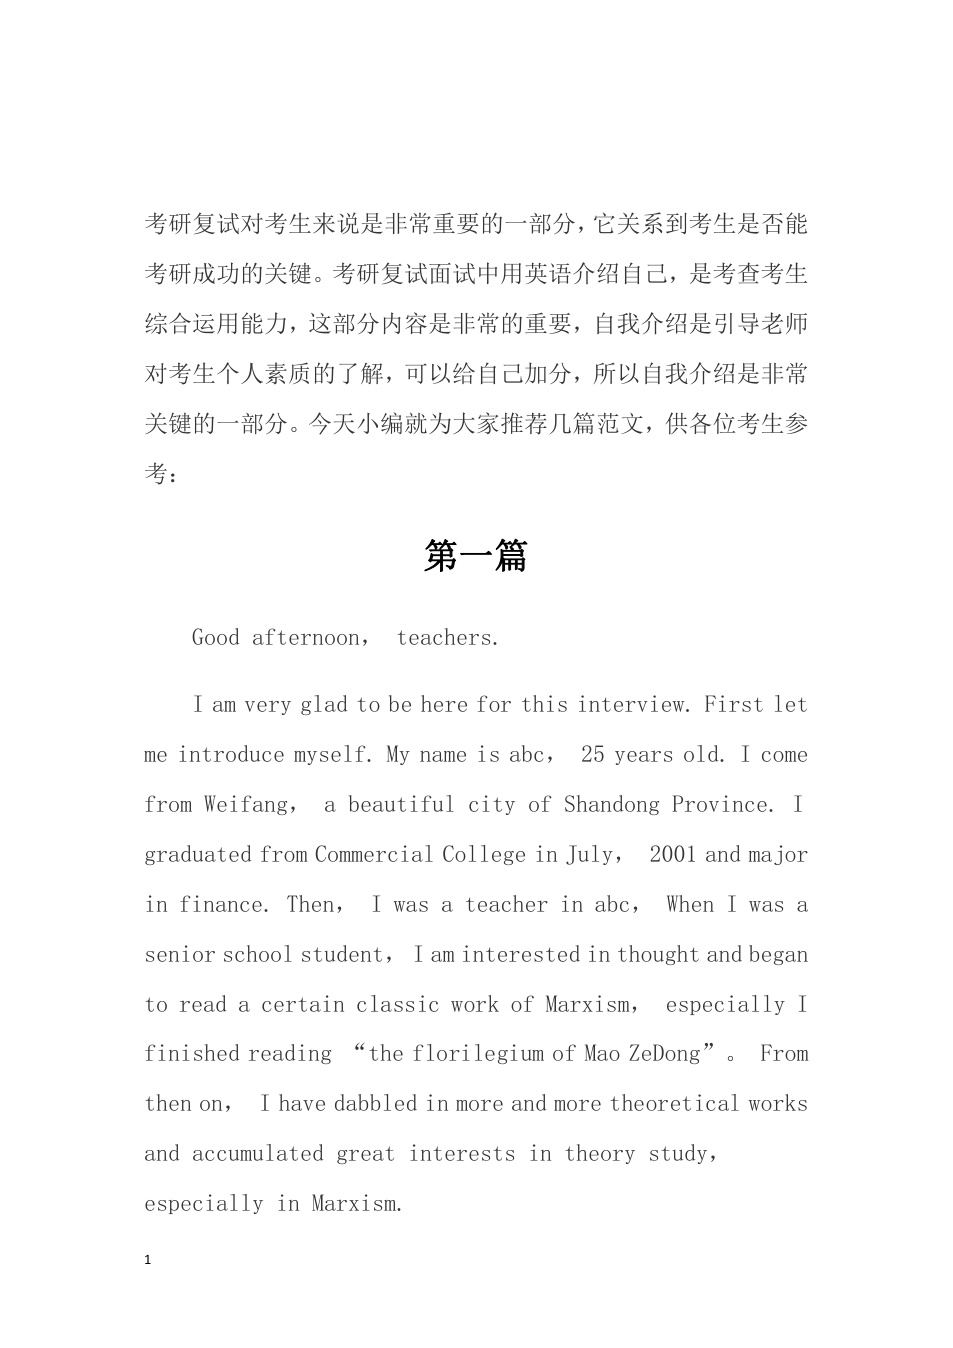 考研复试对考生来说是非常重要的一部分，它关系到考生是否能
考研成功的关键。考研复试面试中用英语介绍自己，是考查考生
综合运用能力，这部分内容是非常的重要，自我介绍是引导老师
对考生个人素质的了解，可以给自己加分，所以自我介绍是非常
关键的一部分。今天小编就为大家推荐几篇范文，供各位考生参
考：
第一篇
Good afternoon， teachers.
I am very glad to be here for this interview. First let
me introduce myself. My name is abc， 25 years old. I come
from Weifang， a beautiful city of Shandong Province. I
graduated from Commercial College in July， 2001 and major
in finance. Then， I was a teacher in abc， When I was a
senior school student，I am interested in thought and began
to read a certain classic work of Marxism， especially I
finished reading “the florilegium of Mao ZeDong”。 From
then on， I have dabbled in more and more theoretical works
and accumulated great interests in theory study，
especially in Marxism.
1